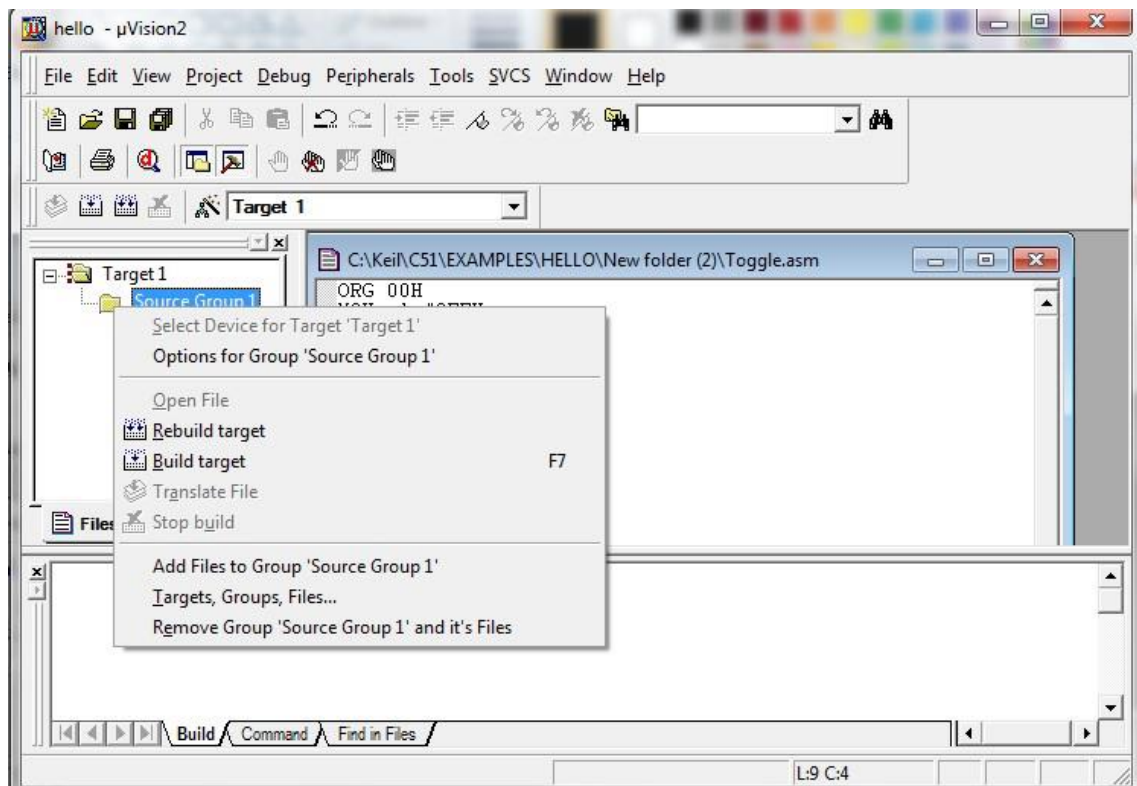 hello - µVision2
File Edit View Project Debug Peripherals Tools SVCS Window Help
Target 1
Target 1
Source Group 1
C:\Keil\C51\EXAMPLES\HELLO\New folder (2)\Toggle.asm
ORG 00H
Select Device for Target 'Target 1'
Options for Group 'Source Group 1'
Open File
Rebuild target
Build target F7
Translate File
Stop build
Add Files to Group 'Source Group 1'
Targets, Groups, Files...
Remove Group 'Source Group 1' and it's Files
Files
Build Command Find in Files
L:9 C:4